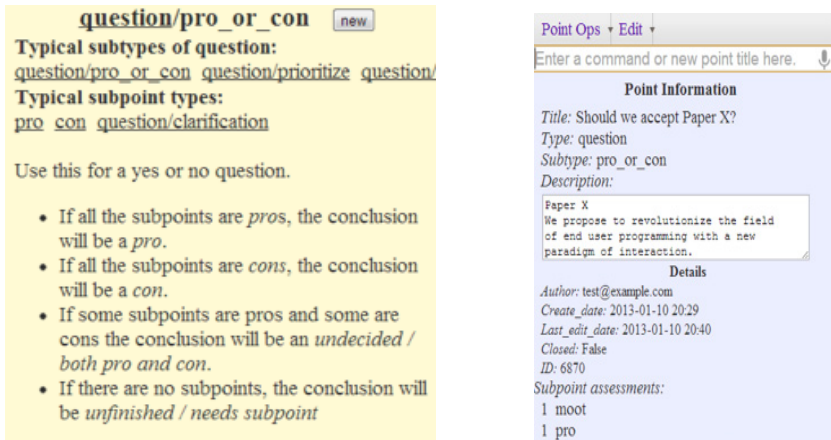 question/pro_or_con new
Typical subtypes of question:
question/pro_or_con question/prioritize question/
Typical subpoint types:
pro con question/clarification
Use this for a yes or no question.
• If all the subpoints are pros, the conclusion
will be a pro.
• If all the subpoints are cons, the conclusion
will be a con.
• If some subpoints are pros and some are
cons the conclusion will be an undecided /
both pro and con.
• If there are no subpoints, the conclusion will
be unfinished / needs subpoint
Point Ops ▾ Edit ▾
Enter a command or new point title here.
Point Information
Title: Should we accept Paper X?
Type: question
Subtype: pro_or_con
Description:
Paper X
We propose to revolutionize the field
of end user programming with a new
paradigm of interaction.
Details
Author: test@example.com
Create_date: 2013-01-10 20:29
Last_edit_date: 2013-01-10 20:40
Closed: False
ID: 6870
Subpoint assessments:
1 moot
1 pro